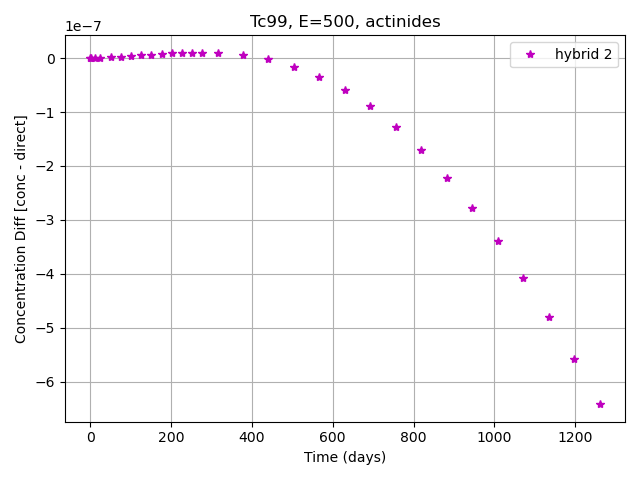 Tc99, E=500, actinides
1e−7
hybrid 2
0
−1
−2
−3
−4
−5
−6
Concentration Diff [conc - direct]
0 200 400 600 800 1000 1200
Time (days)